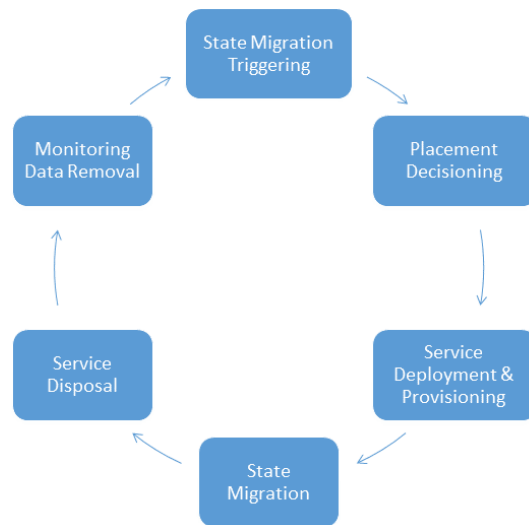 State Migration
Triggering
Placement
Decisioning
Service
Deployment &
Provisioning
State
Migration
Service
Disposal
Monitoring
Data Removal